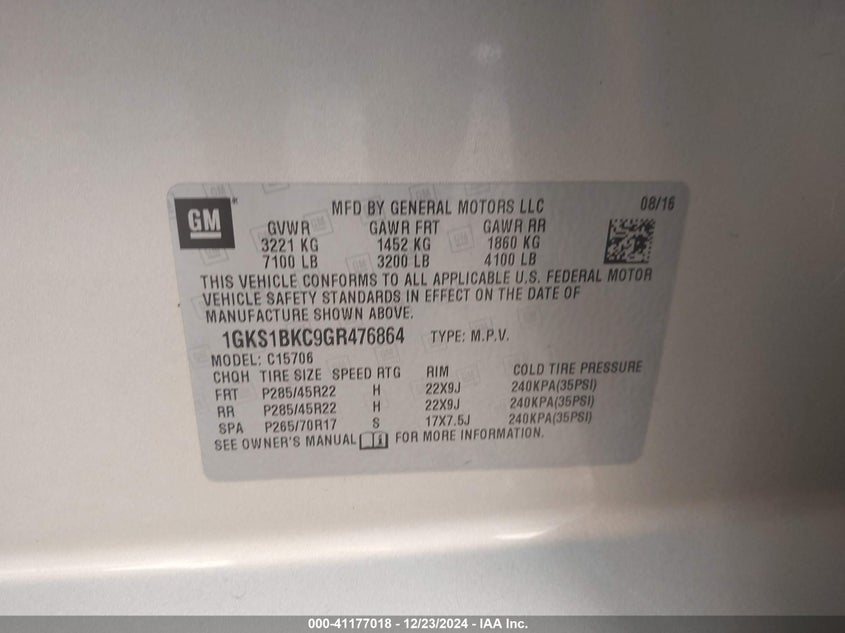 GM
MFD BY GENERAL MOTORS LLC 08/16
GVWR GAWR FRT GAWR RR
3221 KG 1452 KG 1860 KG
7100 LB 3200 LB 4100 LB
THIS VEHICLE CONFORMS TO ALL APPLICABLE U.S. FEDERAL MOTOR
VEHICLE SAFETY STANDARDS IN EFFECT ON THE DATE OF
MANUFACTURE SHOWN ABOVE.
1GKS1BKC9GR476864 TYPE: M.P.V.
MODEL: C15706
CHQH TIRE SIZE SPEED RTG RIM COLD TIRE PRESSURE
FRT P285/45R22 H 22X9J 240KPA(35PSI)
RR P285/45R22 H 22X9J 240KPA(35PSI)
SPA P265/70R17 S 17X7.5J 240KPA(35PSI)
SEE OWNER'S MANUAL FOR MORE INFORMATION.
000-41177018 - 12/23/2024 - IAA Inc.